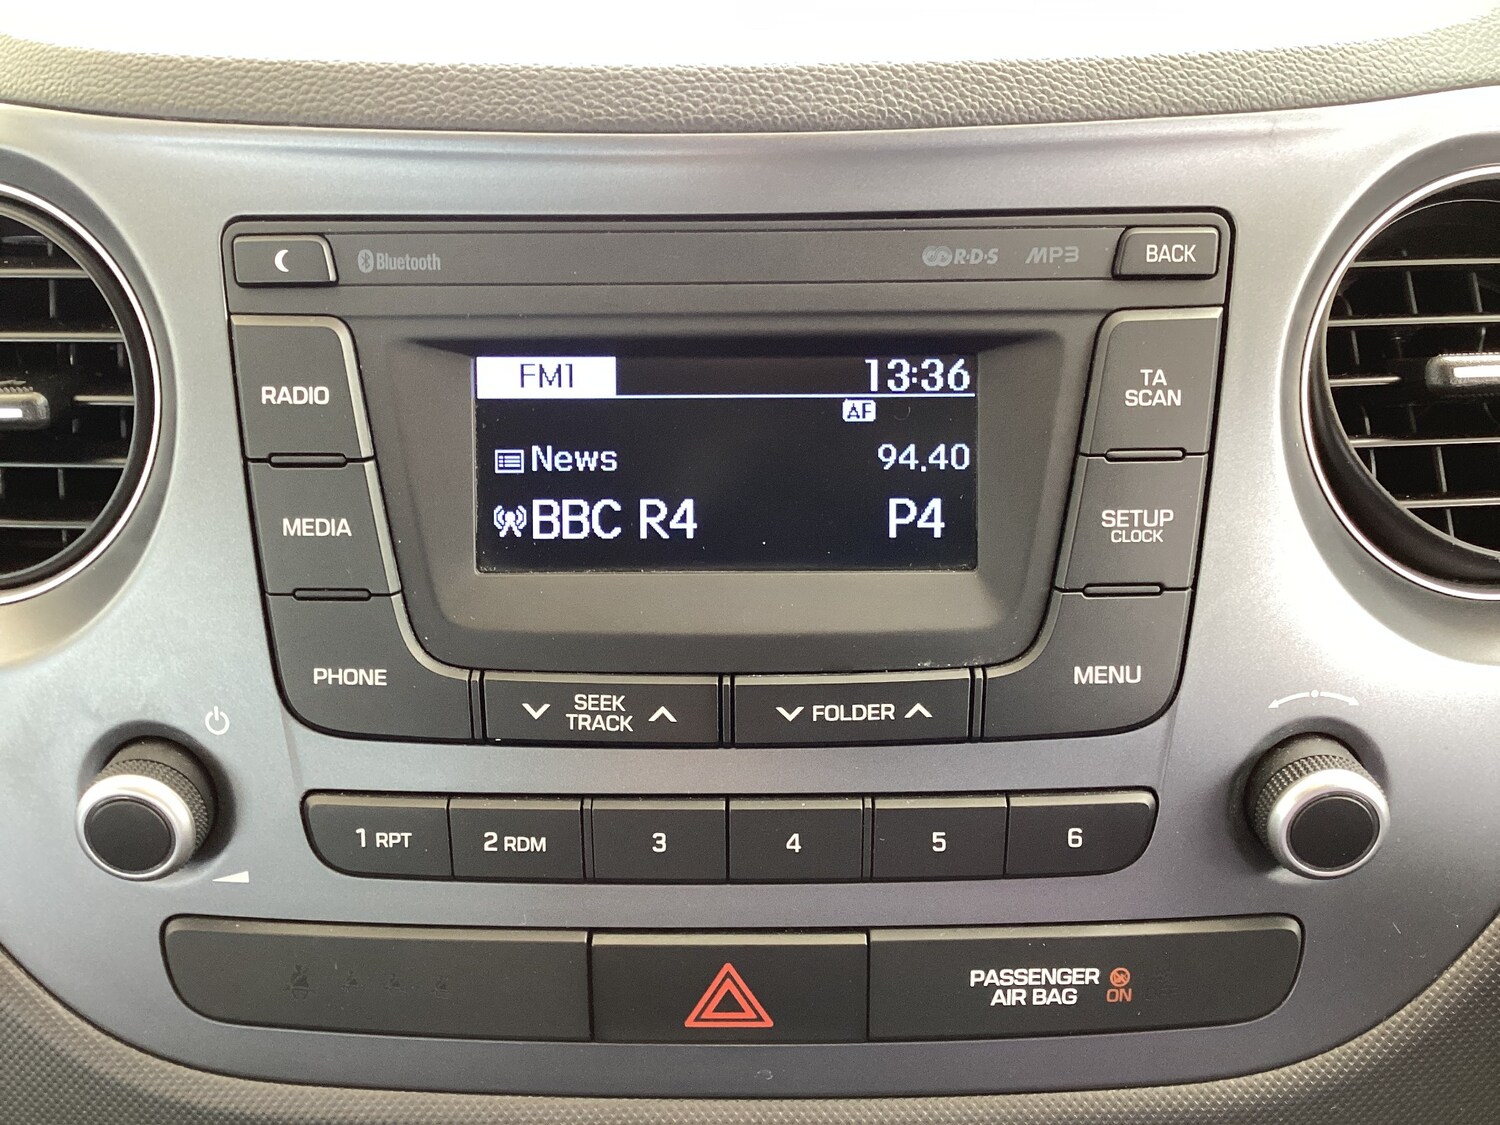 Bluetooth
R·D·S MP3 BACK
FM1 13:36
AF
News 94.40
BBC R4 P4
RADIO
MEDIA
PHONE
TA
SCAN
SETUP
CLOCK
MENU
SEEK
TRACK
FOLDER
1 RPT 2 RDM 3 4 5 6
PASSENGER
AIR BAG ON